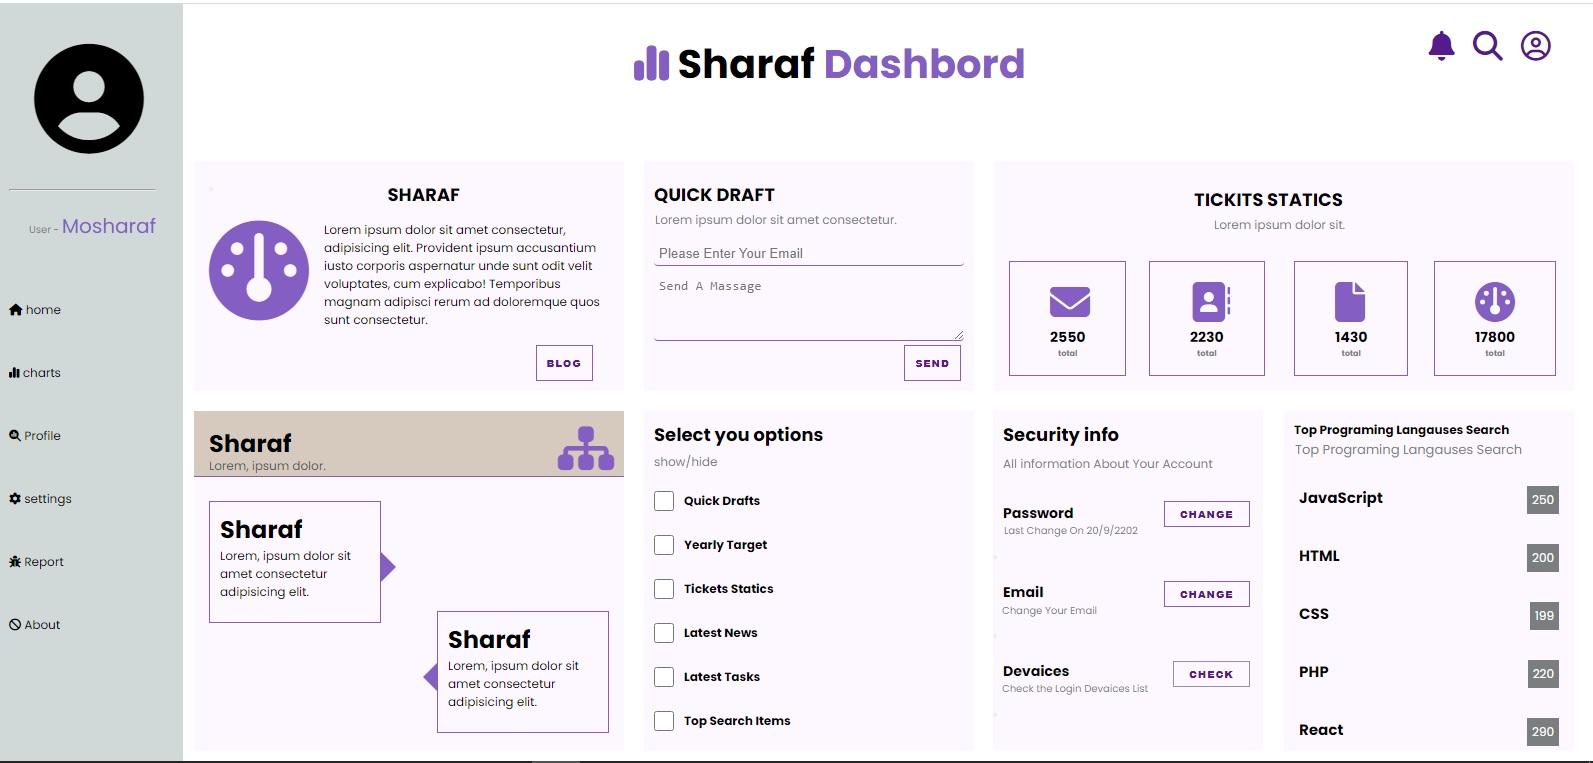 User - Mosharaf
home
charts
Profile
settings
Report
About
Sharaf Dashbord
SHARAF
Lorem ipsum dolor sit amet consectetur,
adipisicing elit. Provident ipsum accusantium
iusto corporis aspernatur unde sunt odit velit
voluptates, cum explicabo! Temporibus
magnam adipisci rerum ad doloremque quos
sunt consectetur.
BLOG
QUICK DRAFT
Lorem ipsum dolor sit amet consectetur.
Please Enter Your Email
Send A Massage
SEND
TICKITS STATICS
Lorem ipsum dolor sit.
2550
total
2230
total
1430
total
17800
total
Sharaf
Lorem, ipsum dolor.
Sharaf
Lorem, ipsum dolor sit
amet consectetur
adipisicing elit.
Sharaf
Lorem, ipsum dolor sit
amet consectetur
adipisicing elit.
Select you options
show/hide
Quick Drafts
Yearly Target
Tickets Statics
Latest News
Latest Tasks
Top Search Items
Security info
All information About Your Account
Password
Last Change On 20/9/2202
CHANGE
Email
Change Your Email
CHANGE
Devaices
Check the Login Devaices List
CHECK
Top Programing Langauses Search
Top Programing Langauses Search
JavaScript 250
HTML 200
CSS 199
PHP 220
React 290